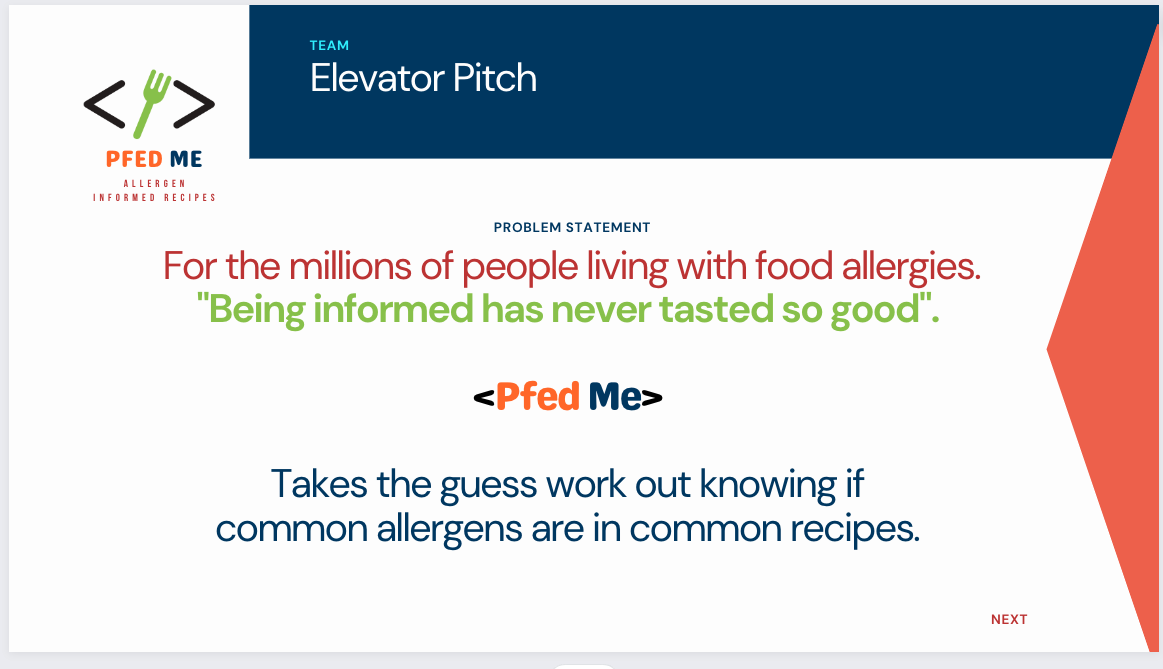 TEAM
Elevator Pitch
PFED ME
ALLERGEN
INFORMED RECIPES
PROBLEM STATEMENT
For the millions of people living with food allergies.
"Being informed has never tasted so good".
<Pfed Me>
Takes the guess work out knowing if
common allergens are in common recipes.
NEXT